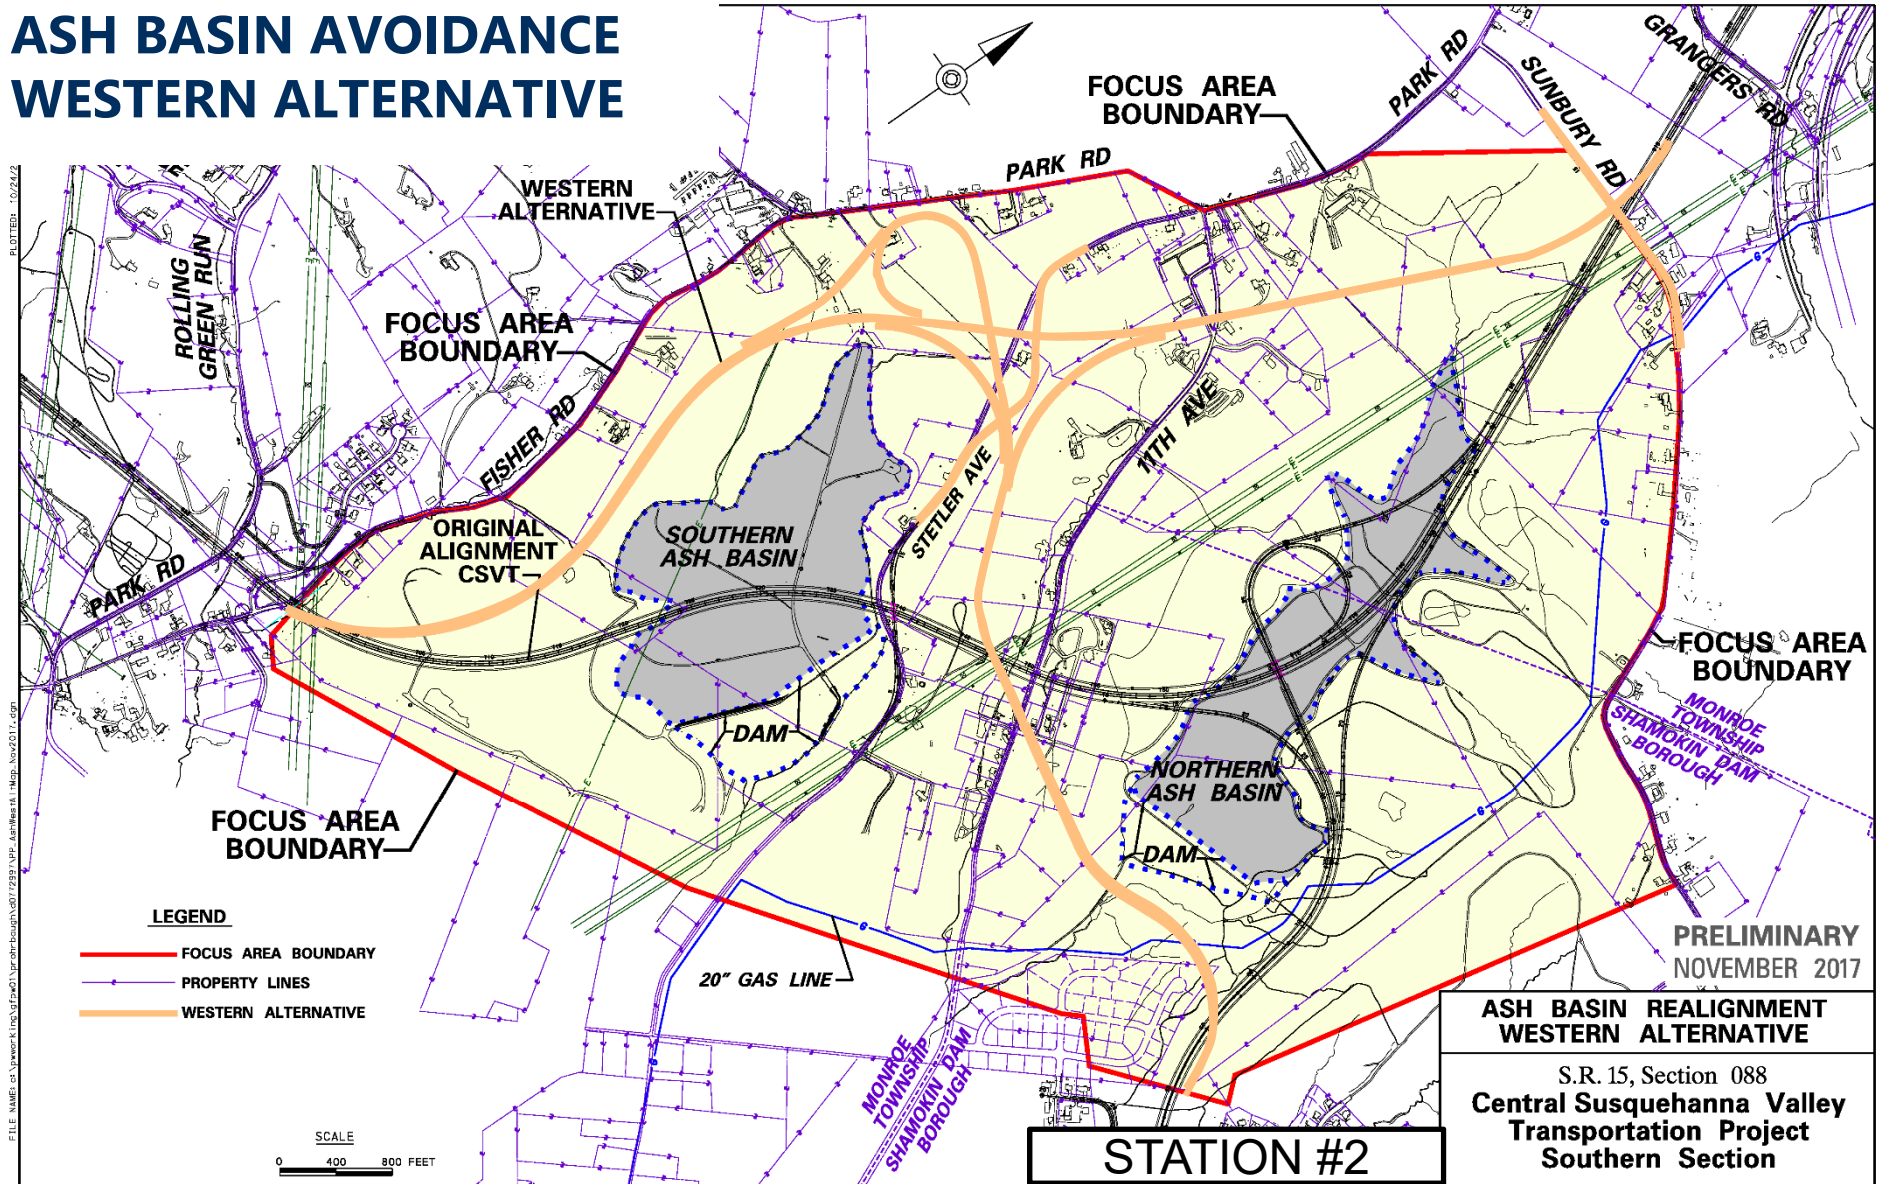 ASH BASIN AVOIDANCE
WESTERN ALTERNATIVE
PARK RD
SUNBURY RD
GRANGERS RD
FOCUS AREA
BOUNDARY
PARK RD
WESTERN
ALTERNATIVE
ROLLING
GREEN RUN
FOCUS AREA
BOUNDARY
FISHER RD
11TH AVE
STETLER AVE
ORIGINAL
ALIGNMENT
CSVT
SOUTHERN
ASH BASIN
PARK RD
FOCUS AREA
BOUNDARY
MONROE
TOWNSHIP
SHAMOKIN DAM
BOROUGH
DAM
NORTHERN
ASH BASIN
DAM
FOCUS AREA
BOUNDARY
20" GAS LINE
LEGEND
FOCUS AREA BOUNDARY
PROPERTY LINES
WESTERN ALTERNATIVE
MONROE
TOWNSHIP
SHAMOKIN DAM
BOROUGH
SCALE
0 400 800 FEET
PRELIMINARY
NOVEMBER 2017
ASH BASIN REALIGNMENT
WESTERN ALTERNATIVE
S.R. 15, Section 088
Central Susquehanna Valley
Transportation Project
Southern Section
STATION #2